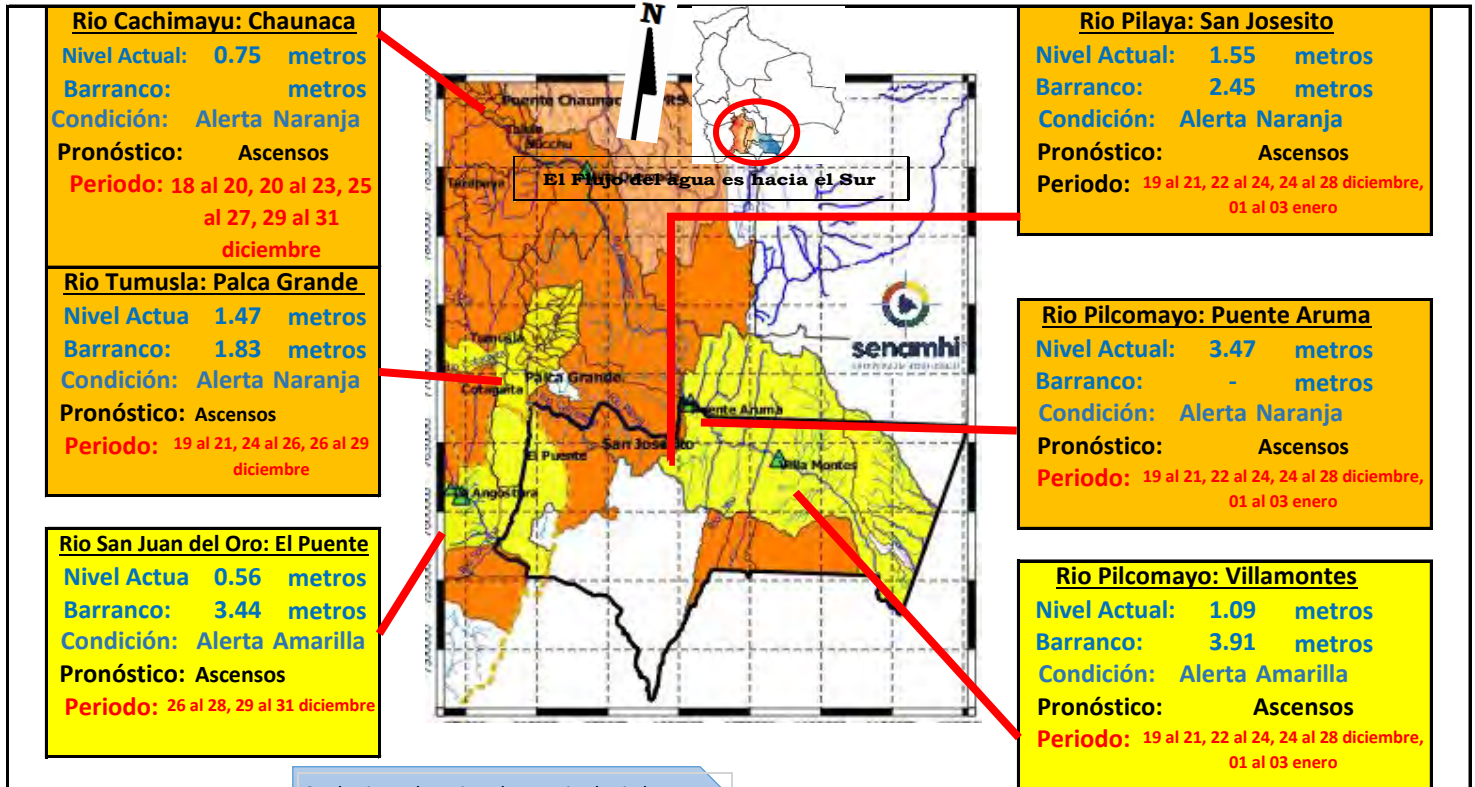 Rio Cachimayu: Chaunaca
Nivel Actual: 0.75 metros
Barranco: metros
Condición: Alerta Naranja
Pronóstico: Ascensos
Periodo: 18 al 20, 20 al 23, 25
al 27, 29 al 31
diciembre
Rio Tumusla: Palca Grande
Nivel Actua 1.47 metros
Barranco: 1.83 metros
Condición: Alerta Naranja
Pronóstico: Ascensos
Periodo: 19 al 21, 24 al 26, 26 al 29
diciembre
Rio San Juan del Oro: El Puente
Nivel Actua 0.56 metros
Barranco: 3.44 metros
Condición: Alerta Amarilla
Pronóstico: Ascensos
Periodo: 26 al 28, 29 al 31 diciembre
N
Puente
El Flujo del agua es hacia el Sur
senamhi
Tumusla
Palca Grande
Cotagaita
Puente Aruma
San Josesito
El Puente
Villa Montes
Angostura
Rio Pilaya: San Josesito
Nivel Actual: 1.55 metros
Barranco: 2.45 metros
Condición: Alerta Naranja
Pronóstico: Ascensos
Periodo: 19 al 21, 22 al 24, 24 al 28 diciembre,
01 al 03 enero
Rio Pilcomayo: Puente Aruma
Nivel Actual: 3.47 metros
Barranco: - metros
Condición: Alerta Naranja
Pronóstico: Ascensos
Periodo: 19 al 21, 22 al 24, 24 al 28 diciembre,
01 al 03 enero
Rio Pilcomayo: Villamontes
Nivel Actual: 1.09 metros
Barranco: 3.91 metros
Condición: Alerta Amarilla
Pronóstico: Ascensos
Periodo: 19 al 21, 22 al 24, 24 al 28 diciembre,
01 al 03 enero